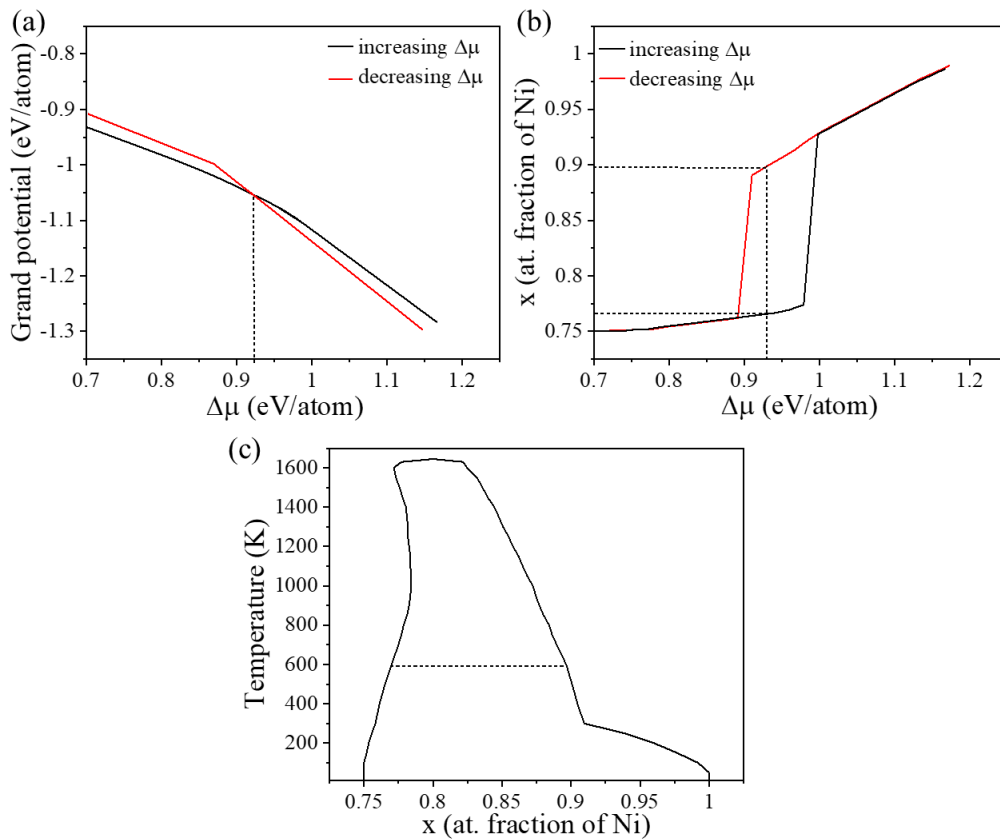 (a)
increasing Δμ
decreasing Δμ
Grand potential (eV/atom)
-0.8
-0.9
-1
-1.1
-1.2
-1.3
0.7
0.8
0.9
1
1.1
1.2
Δμ (eV/atom)
(b)
increasing Δμ
decreasing Δμ
x (at. fraction of Ni)
1
0.95
0.9
0.85
0.8
0.75
0.7
0.8
0.9
1
1.1
1.2
Δμ (eV/atom)
(c)
Temperature (K)
1600
1400
1200
1000
800
600
400
200
0.75
0.8
0.85
0.9
0.95
1
x (at. fraction of Ni)